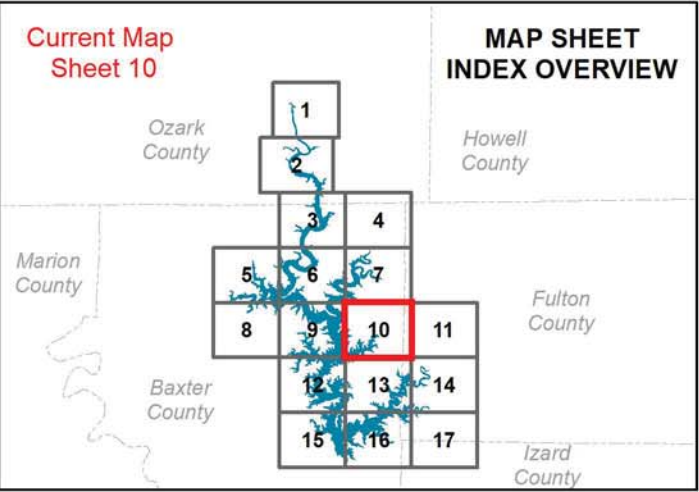 Current Map
Sheet 10
MAP SHEET
INDEX OVERVIEW
1
Ozark
County
Howell
County
2
3
4
Marion
County
5
6
7
Fulton
County
8
9
10
11
Baxter
County
12
13
14
15
16
17
Izard
County